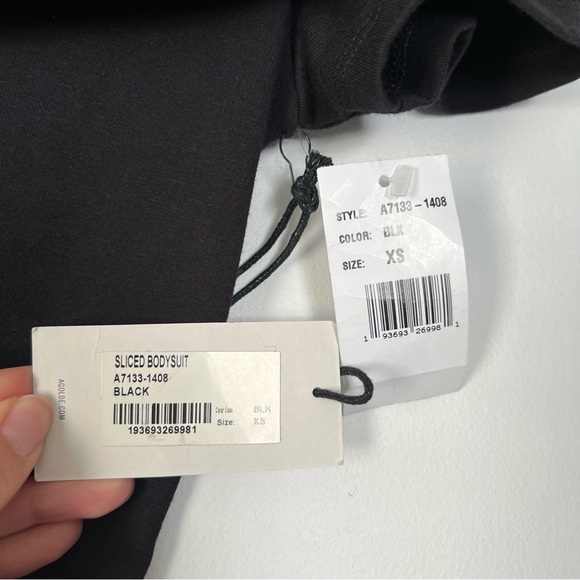 STYLE: A7133-1408
COLOR: BLK
SIZE: XS
1 93693 26998 1
AGOLDE.COM
SLICED BODYSUIT
A7133-1408
BLACK
Color Code BLK
193693269981 Size: XS